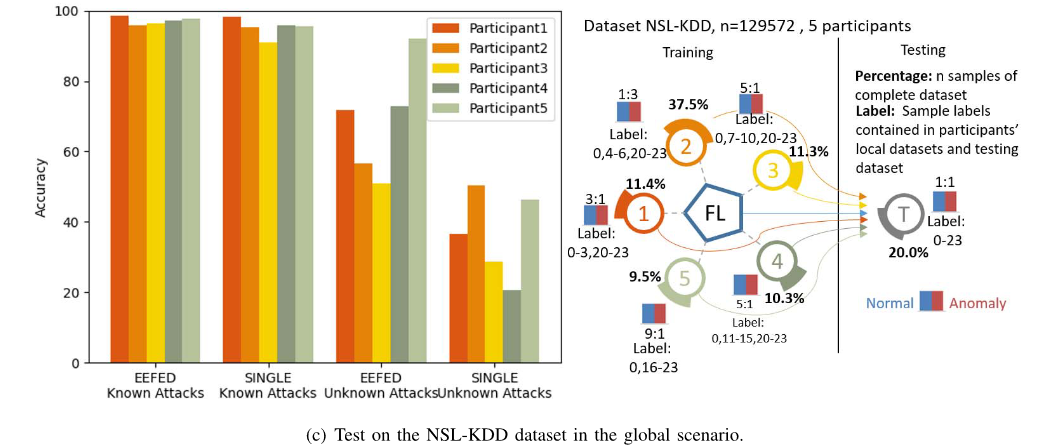 100
80
60
40
20
0
Accuracy
Participant1
Participant2
Participant3
Participant4
Participant5
EEFED
Known Attacks
SINGLE
Known Attacks
EEFED
Unknown Attacks
SINGLE
Unknown Attacks
Dataset NSL-KDD, n=129572 , 5 participants
Training
Testing
1:3
Label:
0,4-6,20-23
37.5%
2
5:1
Label:
0,7-10,20-23
11.3%
3
11.4%
1
3:1
Label:
0-3,20-23
FL
9.5%
5
9:1
Label:
0,16-23
4
10.3%
5:1
Label:
0,11-15,20-23
Percentage: n samples of
complete dataset
Label: Sample labels
contained in participants'
local datasets and testing
dataset
T
20.0%
1:1
Label:
0-23
Normal
Anomaly
(c) Test on the NSL-KDD dataset in the global scenario.